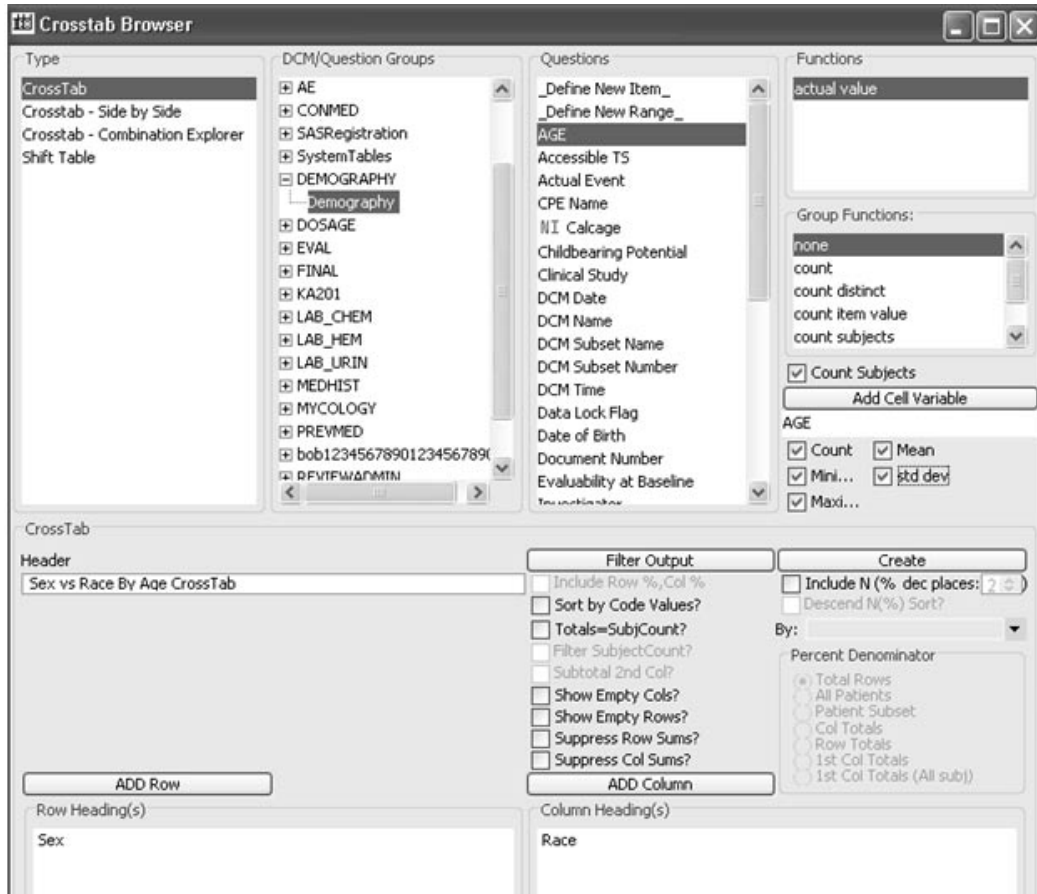 Crosstab Browser
Type
CrossTab
Crosstab - Side by Side
Crosstab - Combination Explorer
Shift Table
DCM/Question Groups
AE
CONMED
SASRegistration
SystemTables
DEMOGRAPHY
Demography
DOSAGE
EVAL
FINAL
KA201
LAB_CHEM
LAB_HEM
LAB_URIN
MEDHIST
MYCOLOGY
PREVMED
bob1234567890123456789(
REVIEWADMIN
Questions
_Define New Item_
_Define New Range_
AGE
Accessible TS
Actual Event
CPE Name
NI Calcage
Childbearing Potential
Clinical Study
DCM Date
DCM Name
DCM Subset Name
DCM Subset Number
DCM Time
Data Lock Flag
Date of Birth
Document Number
Evaluability at Baseline
Investigator
Functions
actual value
Group Functions:
none
count
count distinct
count item value
count subjects
Count Subjects
Add Cell Variable
AGE
Count Mean
Mini... std dev
Maxi...
CrossTab
Header
Sex vs Race By Age CrossTab
Filter Output
Include Row %,Col %
Sort by Code Values?
Totals=SubjCount?
Filter SubjectCount?
Subtotal 2nd Col?
Show Empty Cols?
Show Empty Rows?
Suppress Row Sums?
Suppress Col Sums?
Create
Include N (% dec places: 2 )
Descend N(%) Sort?
By:
Percent Denominator
Total Rows
All Patients
Patient Subset
Col Totals
Row Totals
1st Col Totals
1st Col Totals (All subj)
ADD Row
ADD Column
Row Heading(s)
Sex
Column Heading(s)
Race